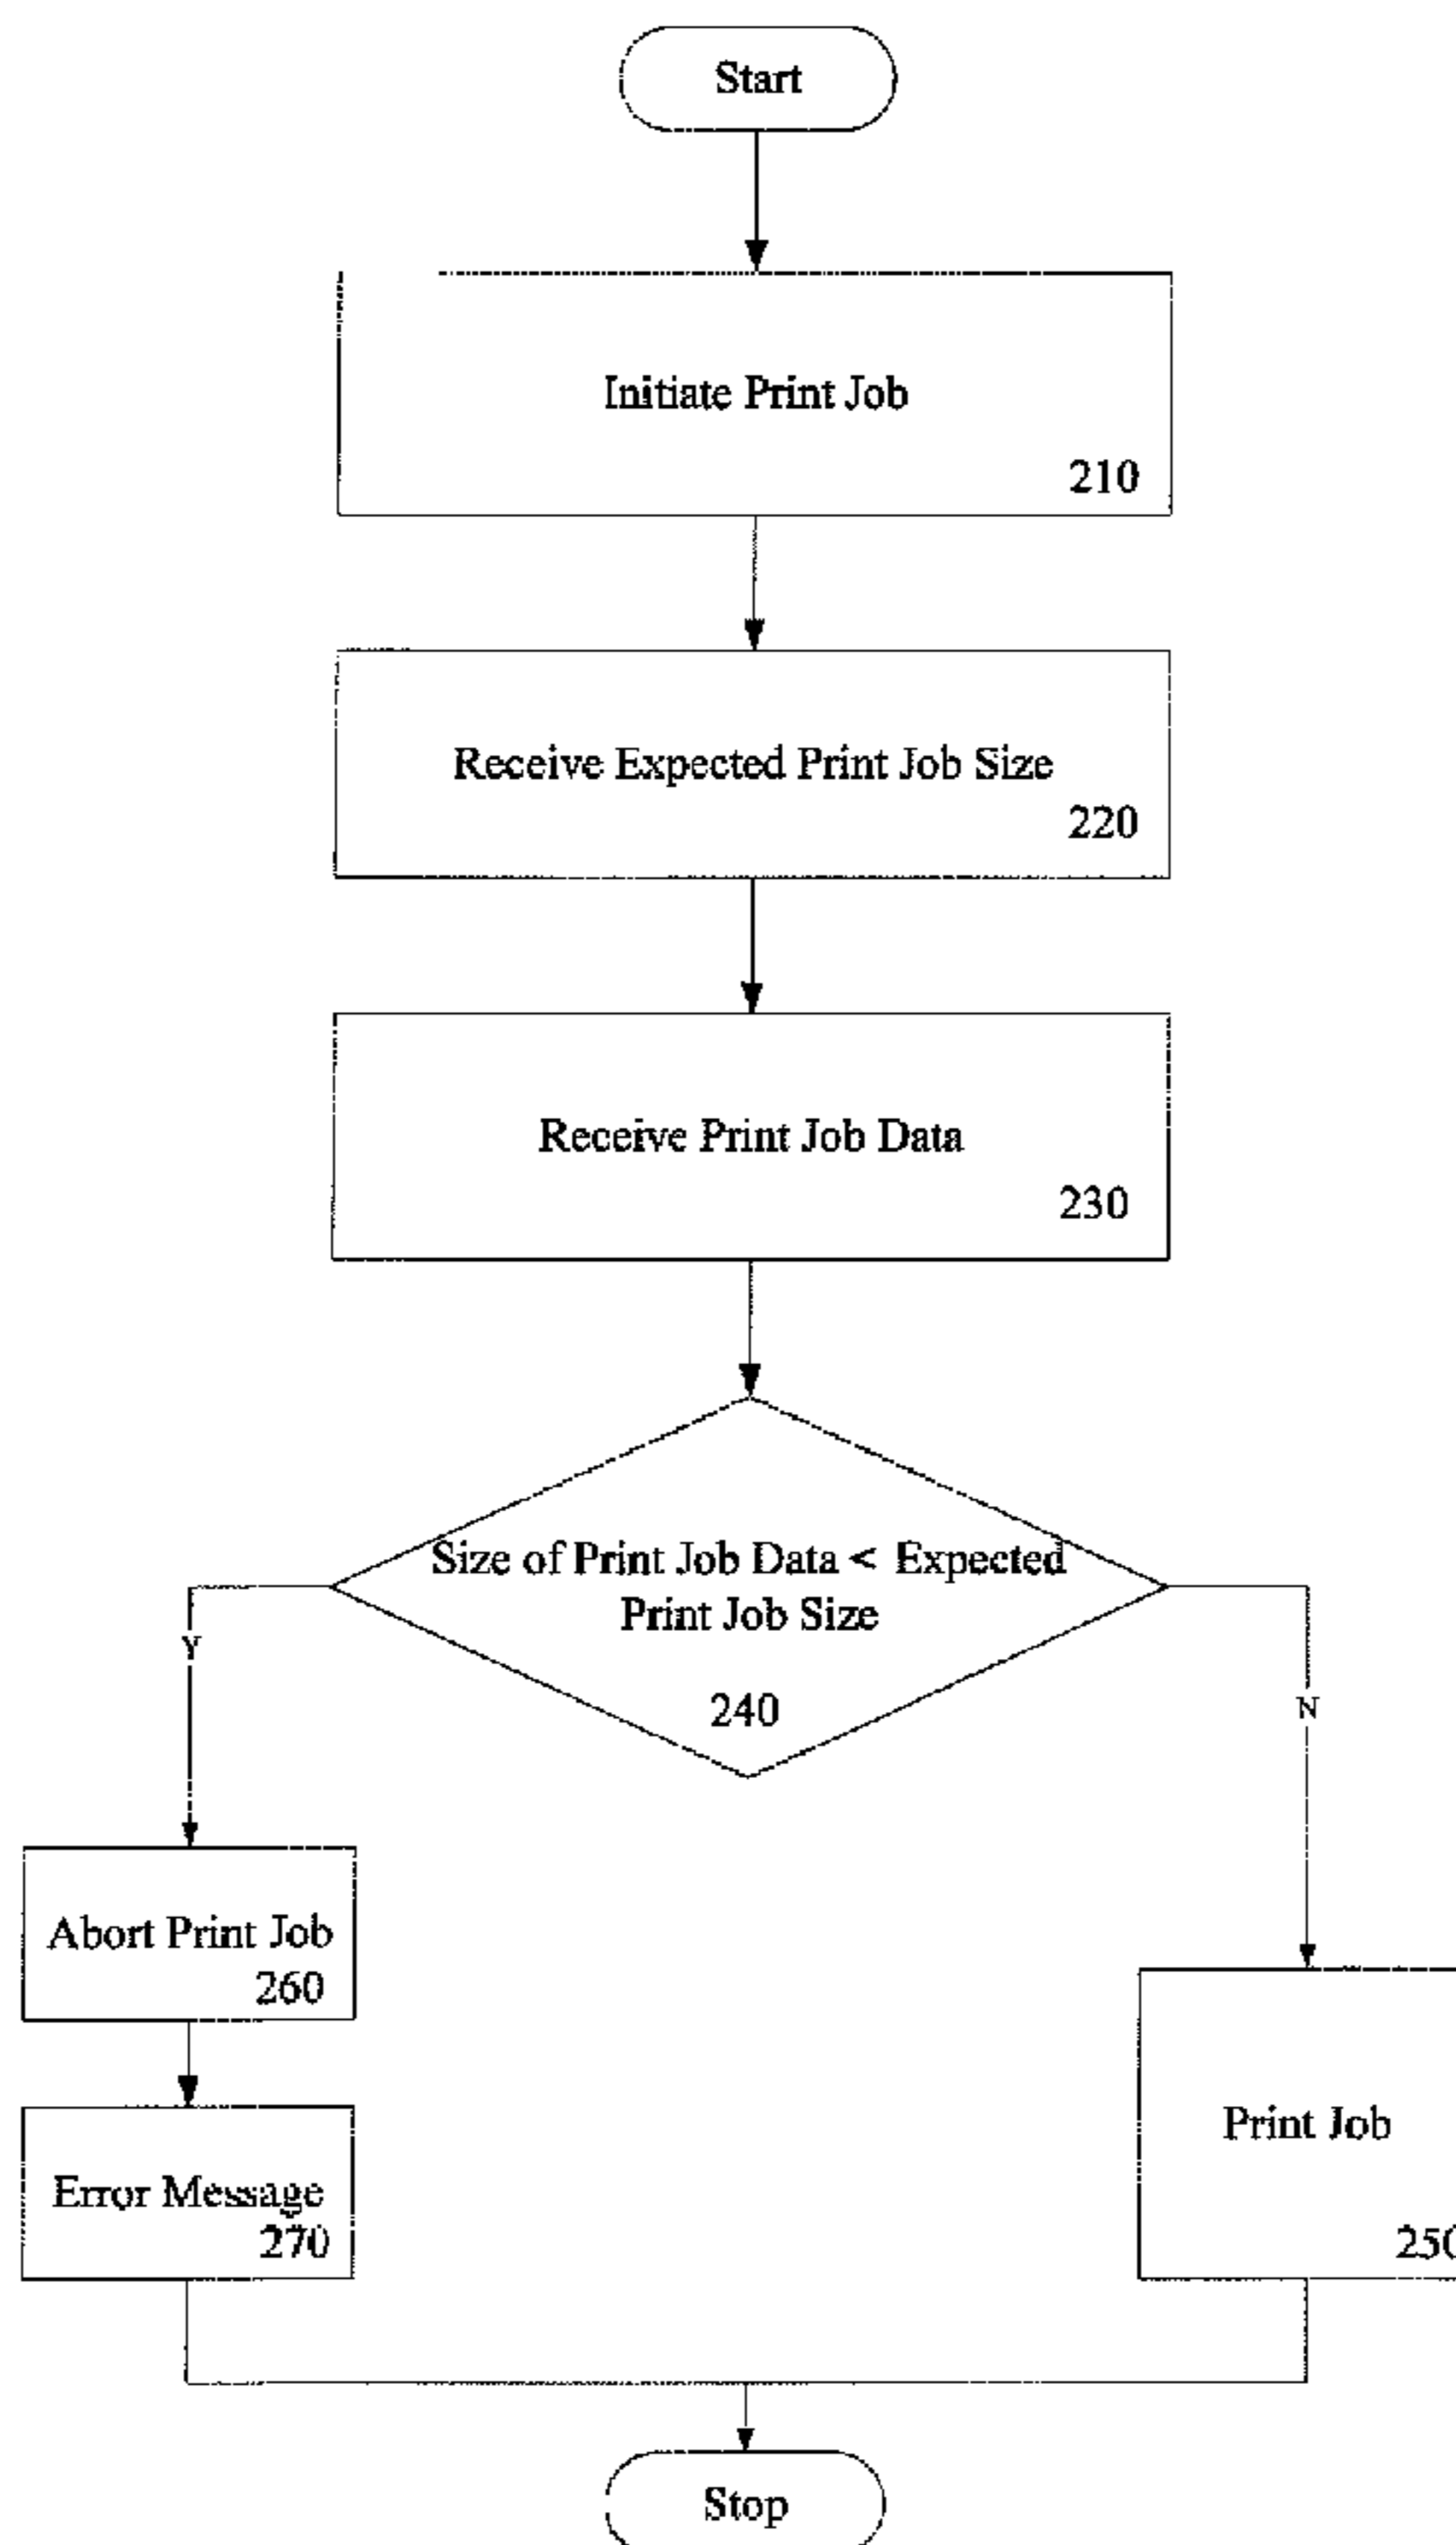 Start
Initiate Print Job
210
Receive Expected Print Job Size
220
Receive Print Job Data
230
Size of Print Job Data < Expected
Print Job Size
240
Y
N
Abort Print Job
260
Error Message
270
Print Job
250
Stop